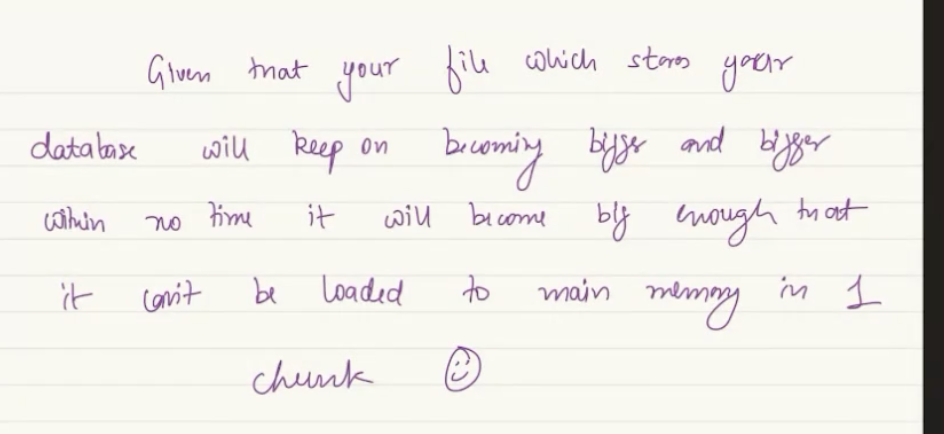 Given that your file which stores your
database will keep on becoming bigger and bigger
within no time it will become big enough that
it can't be loaded to main memory in 1
chunk ☺